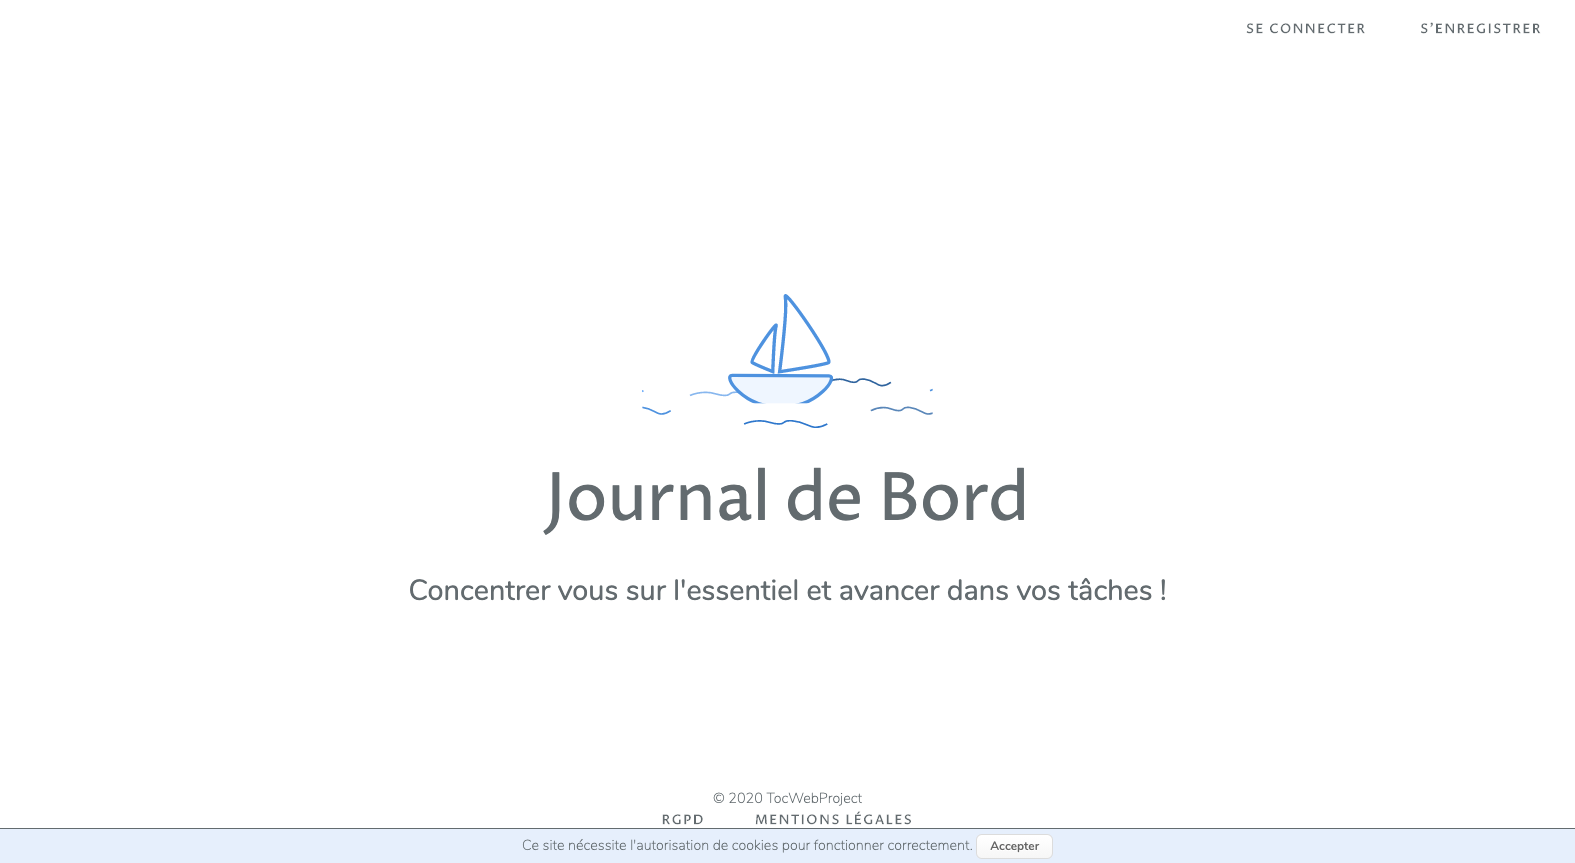 SE CONNECTER S'ENREGISTRER
Journal de Bord
Concentrer vous sur l'essentiel et avancer dans vos tâches !
© 2020 TocWebProject
RGPD MENTIONS LÉGALES
Ce site nécessite l'autorisation de cookies pour fonctionner correctement. Accepter